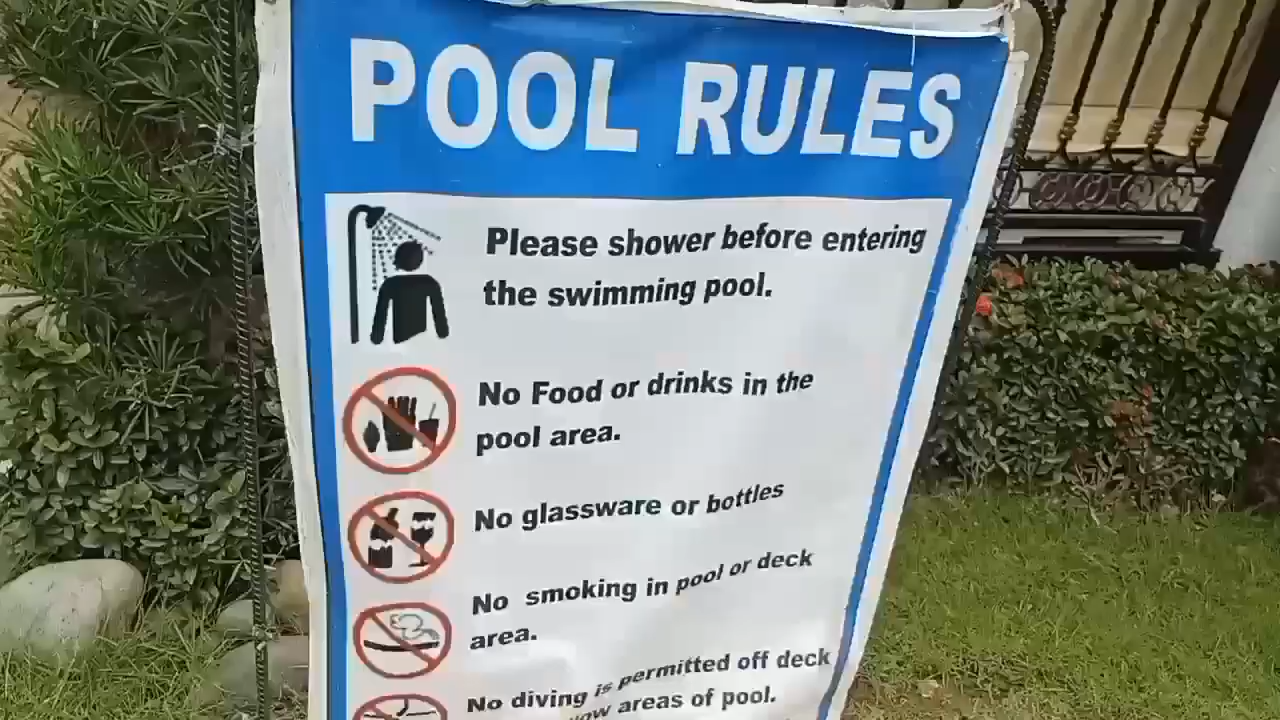 POOL RULES
Please shower before entering
the swimming pool.
No Food or drinks in the
pool area.
No glassware or bottles
No smoking in pool or deck
area.
No diving is permitted off deck
areas of pool.